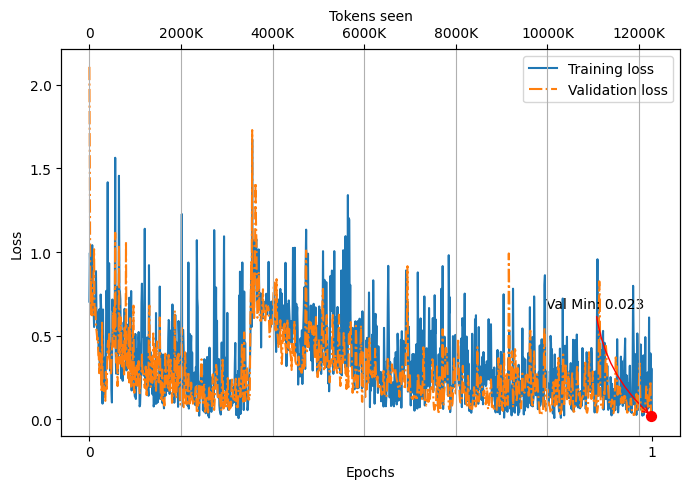 Tokens seen
0 2000K 4000K 6000K 8000K 10000K 12000K
Training loss
Validation loss
2.0
1.5
1.0
0.5
0.0
Loss
Val Min: 0.023
0 1
Epochs